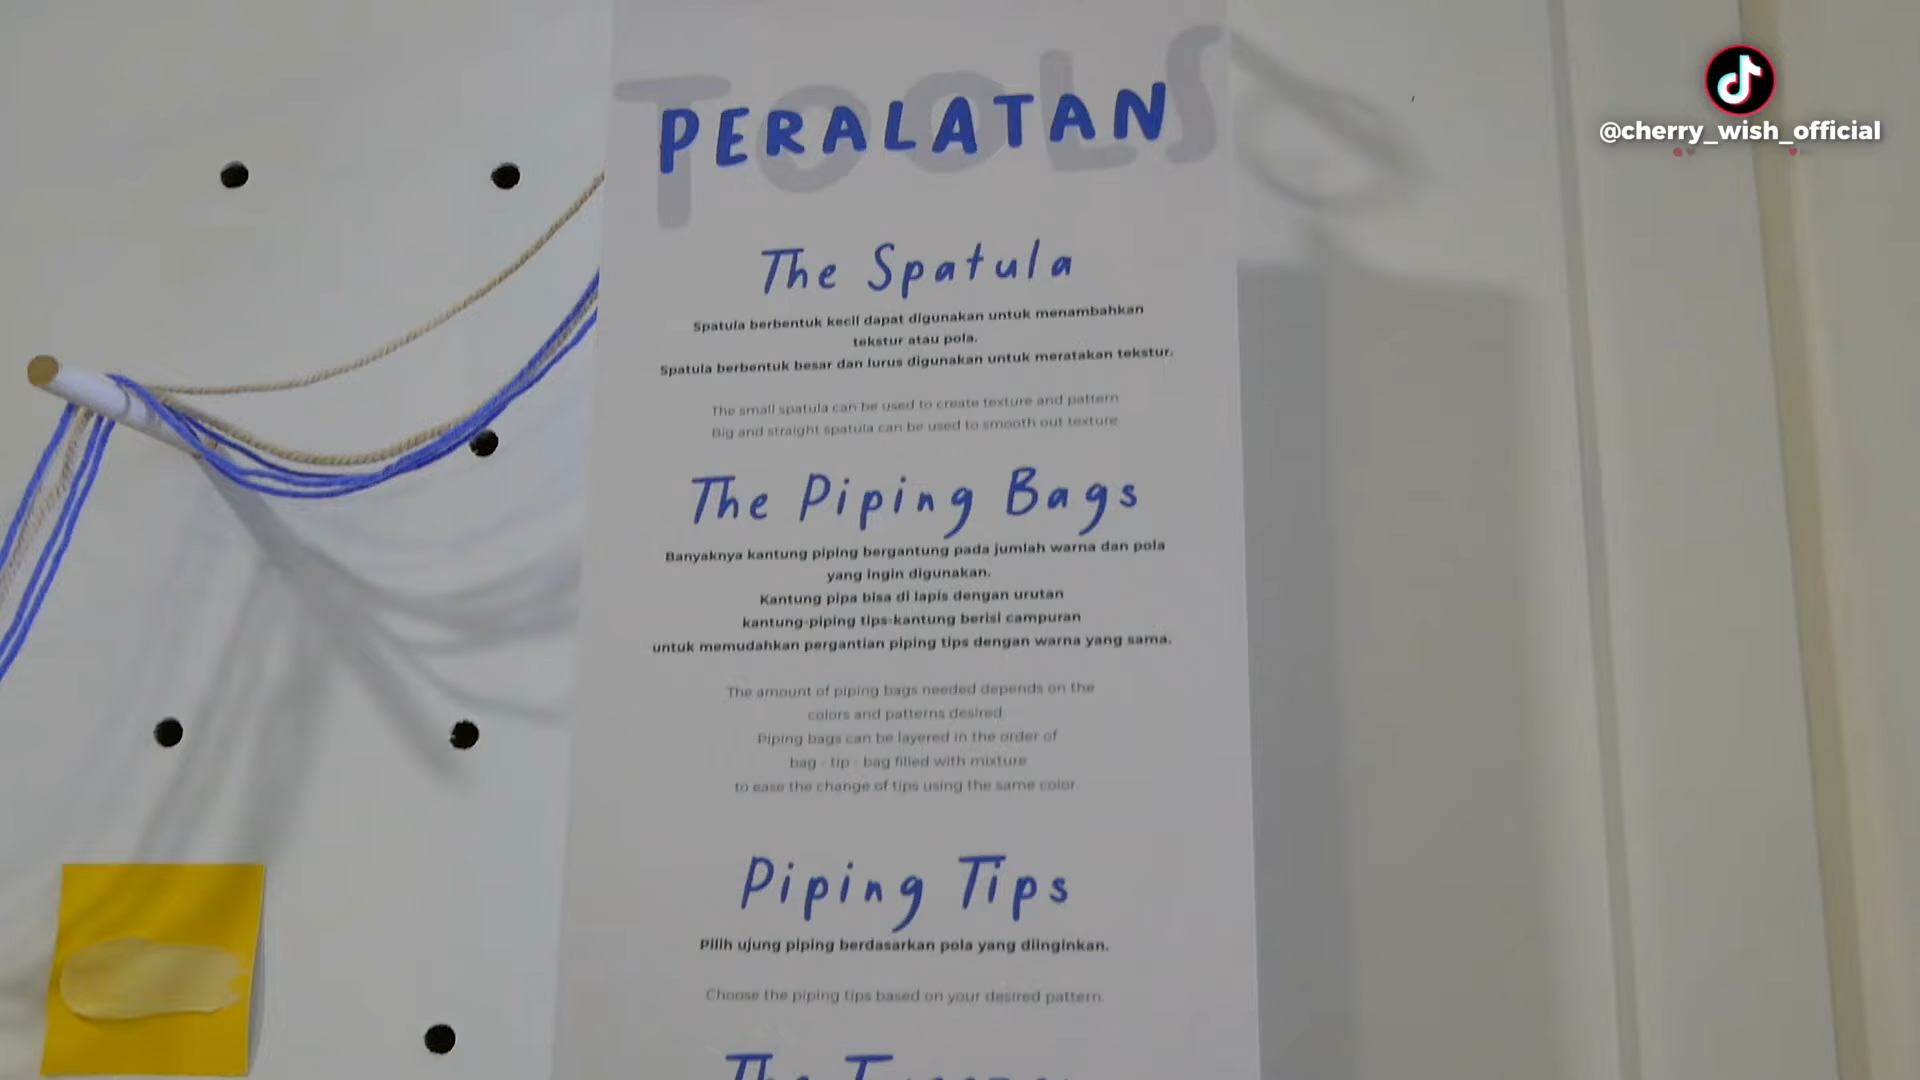 TOOLS
PERALATAN
@cherry_wish_official
The Spatula
Spatula berbentuk kecil dapat digunakan untuk menambahkan
tekstur atau pola.
Spatula berbentuk besar dan lurus digunakan untuk meratakan tekstur.
The small spatula can be used to create texture and pattern
Big and straight spatula can be used to smooth out texture
The Piping Bags
Banyaknya kantung piping bergantung pada jumlah warna dan pola
yang ingin digunakan.
Kantung pipa bisa di lapis dengan urutan
kantung-piping tips-kantung berisi campuran
untuk memudahkan pergantian piping tips dengan warna yang sama.
The amount of piping bags needed depends on the
colors and patterns desired
Piping bags can be layered in the order of
bag - tip - bag filled with mixture
to ease the change of tips using the same color
Piping Tips
Pilih ujung piping berdasarkan pola yang diinginkan.
Choose the piping tips based on your desired pattern.
The